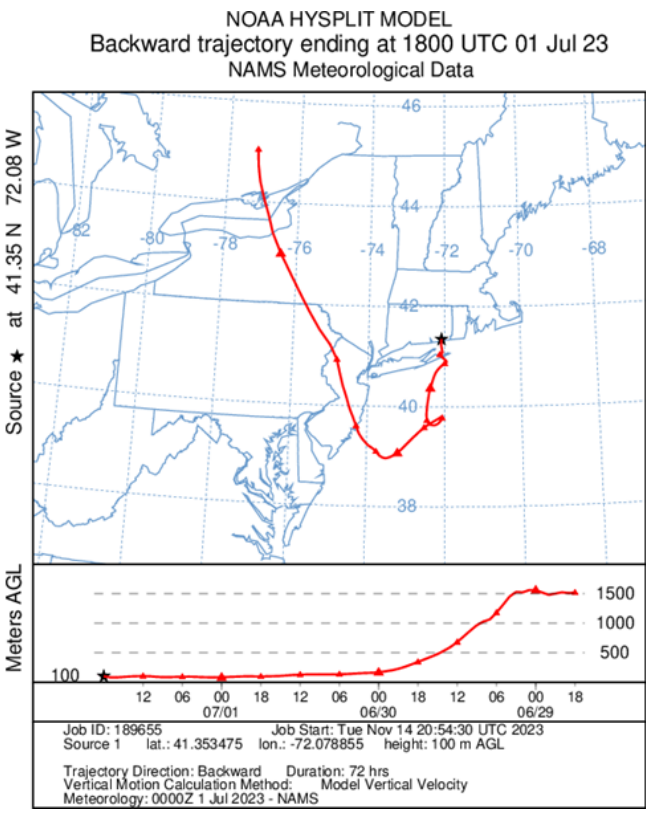 NOAA HYSPLIT MODEL
Backward trajectory ending at 1800 UTC 01 Jul 23
NAMS Meteorological Data
Source ★ at 41.35 N 72.08 W
46
44
-82
-80
-78
-76
-74
-72
-70
-68
42
40
38
Meters AGL
1500
1000
500
100
12 06 00 18 12 06 00 18 12 06 00 18
07/01 06/30 06/29
Job ID: 189655 Job Start: Tue Nov 14 20:54:30 UTC 2023
Source 1 lat.: 41.353475 lon.: -72.078855 height: 100 m AGL
Trajectory Direction: Backward Duration: 72 hrs
Vertical Motion Calculation Method: Model Vertical Velocity
Meteorology: 0000Z 1 Jul 2023 - NAMS